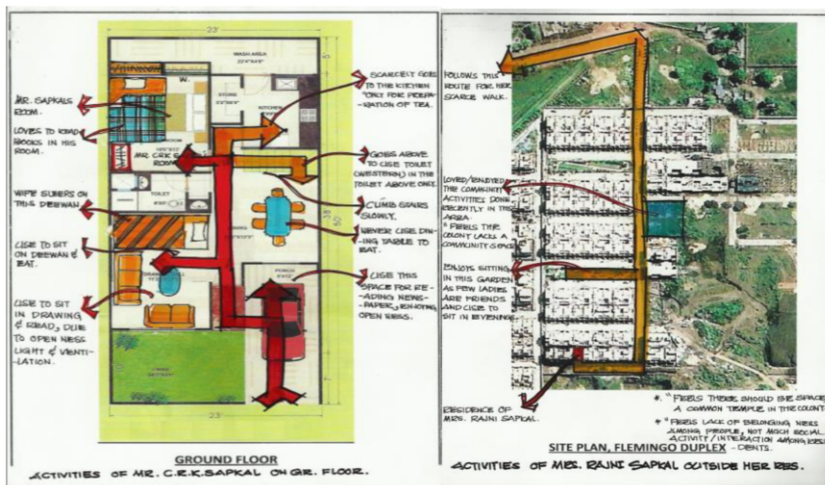 23'
WASH AREA
STORE
KITCHEN
W.
TOILET
PORCH
23'
MR. SAPKALS
ROOM.
LOVES TO READ
BOOKS IN HIS
ROOM.
MR. CRK S
ROOM
WIFE SLEEPS ON
THIS DEEWAN
USE TO SIT
ON DEEWAN &
EAT.
USE TO SIT
IN DRAWING
& READ, DUE
TO OPEN NESS
LIGHT & VENTI-
-LATION.
SCARCELY GOES
TO THE KITCHEN
"ONLY FOR PREPA-
-RATION OF TEA.
GOES ABOVE
TO USE TOILET
(WESTERN) IN THE
TOILET ABOVE ONLY.
CLIMB STAIRS
SLOWLY.
NEVER USE DIN-
-ING TABLE TO
EAT.
USE THIS
SPACE FOR RE-
-ADING NEWS-
-PAPER, ENJOYING
OPEN NESS.
GROUND FLOOR
ACTIVITIES OF MR. C.R.K. SAPKAL ON GR. FLOOR.
FOLLOWS THIS
ROUTE FOR HER
SCARCE WALK.
LOVED/ENJOYED
THE COMMUNITY
ACTIVITIES DONE
RECENTLY IN THE
AREA.
"FEELS THE
COLONY LACKS A
COMMUNITY SPACE
ENJOYS SITTING
IN THIS GARDEN
AS FEW LADIES
ARE FRIENDS
AND USE TO
SIT IN EVENING.
RESIDENCE OF
MRS. RAJNI SAPKAL.
*. "FEELS THERE SHOULD BE SPACE
A COMMON TEMPLE IN THE COLONY
* "FEELS LACK OF BELONGING NESS
AMONG PEOPLE, NOT MUCH SOCIAL
ACTIVITY/INTERACTION AMONG RESI
- DENTS.
SITE PLAN, FLEMINGO DUPLEX
ACTIVITIES OF MRS. RAJNI SAPKAL OUTSIDE HER RES.